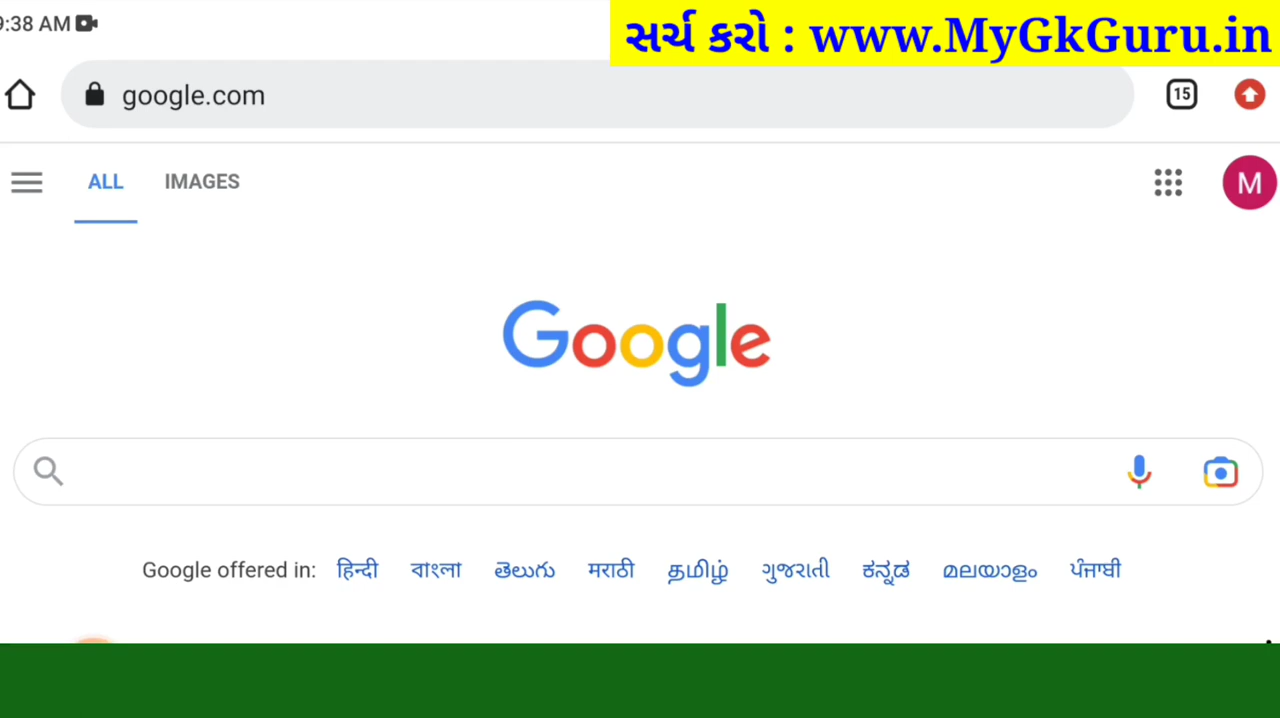 9:38 AM
સર્ચ કરો : www.MyGkGuru.in
google.com
15
ALL IMAGES
M
Google
Google offered in: हिन्दी বাংলা తెలుగు मराठी தமிழ் ગુજરાતી ಕನ್ನಡ മലയാളം ਪੰਜਾਬੀ